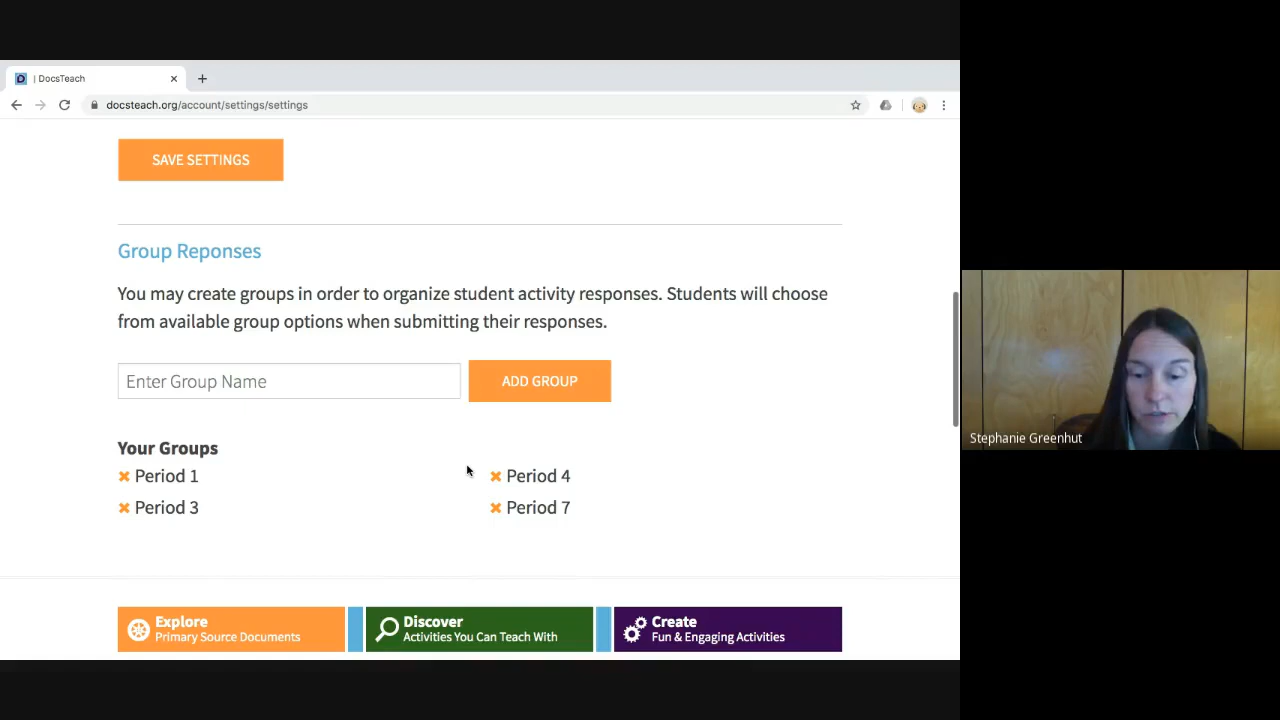 | DocsTeach
docsteach.org/account/settings/settings
SAVE SETTINGS
Group Reponses
You may create groups in order to organize student activity responses. Students will choose
from available group options when submitting their responses.
Enter Group Name
ADD GROUP
Your Groups
Period 1
Period 4
Period 3
Period 7
Explore
Primary Source Documents
Discover
Activities You Can Teach With
Create
Fun & Engaging Activities
Stephanie Greenhut